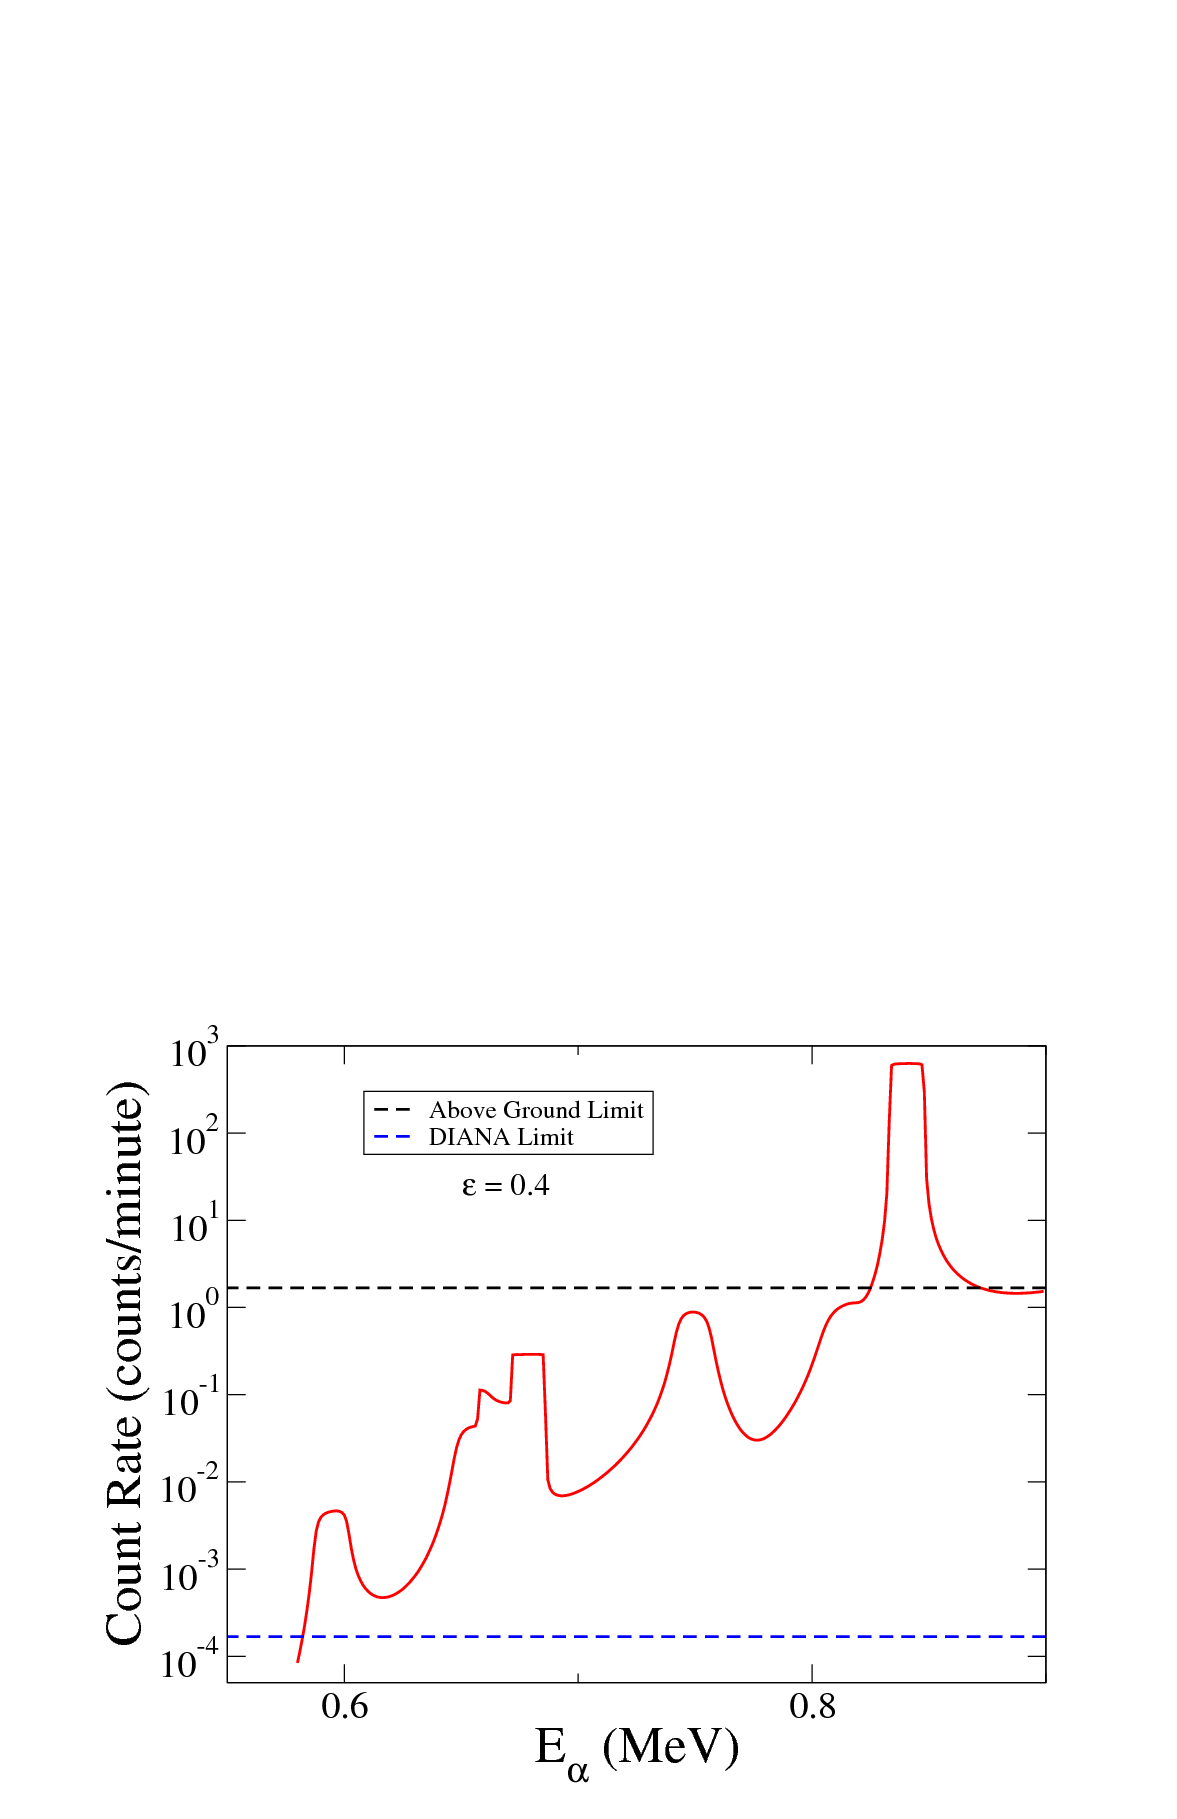 10^3
10^2
10^1
10^0
10^-1
10^-2
10^-3
10^-4
Count Rate (counts/minute)
Above Ground Limit
DIANA Limit
ε = 0.4
0.6
0.8
E_α (MeV)